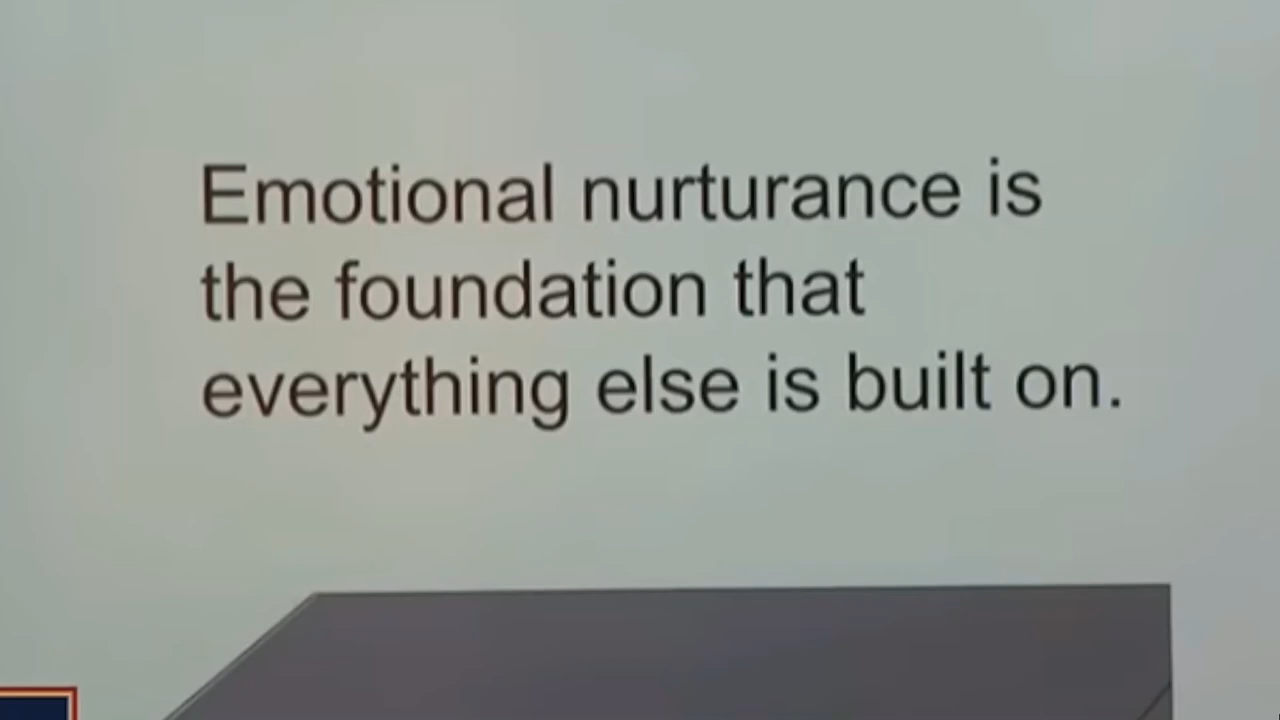 Emotional nurturance is
the foundation that
everything else is built on.